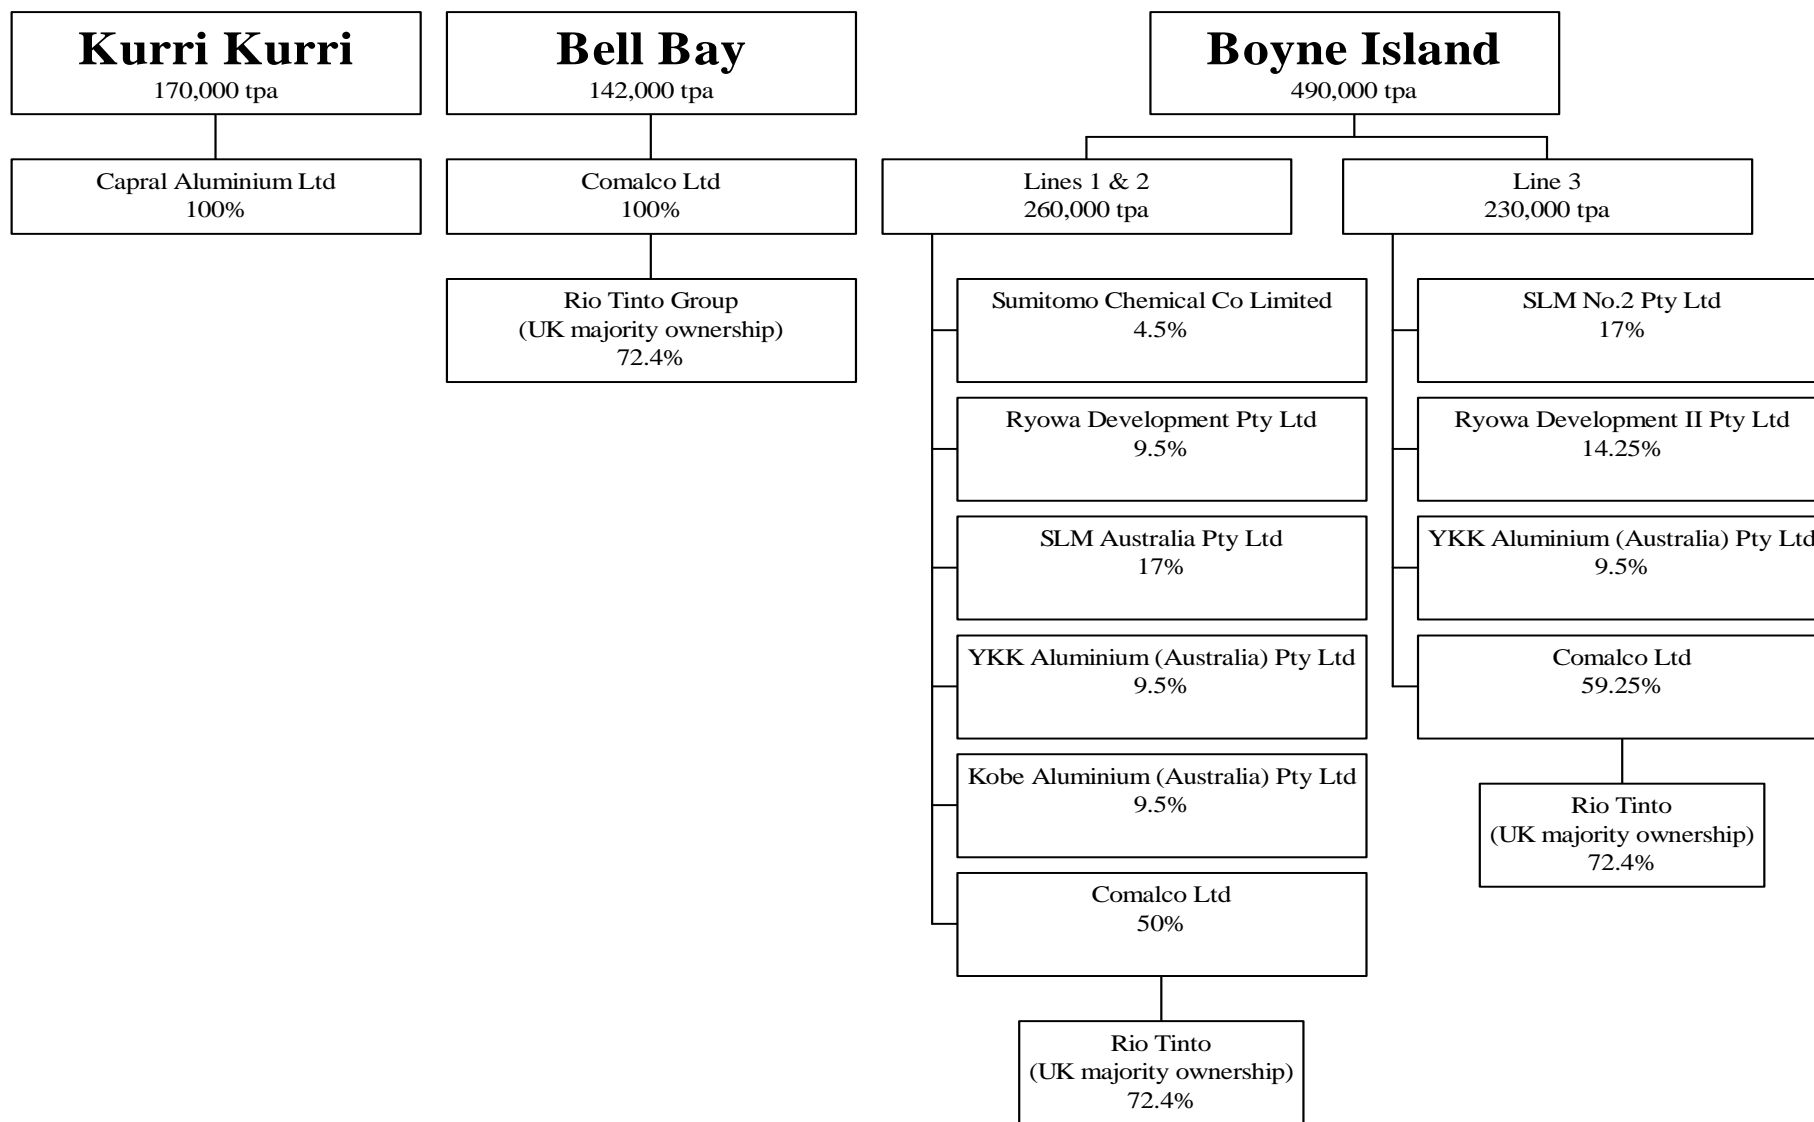 Kurri Kurri
170,000 tpa
Capral Aluminium Ltd
100%
Bell Bay
142,000 tpa
Comalco Ltd
100%
Rio Tinto Group
(UK majority ownership)
72.4%
Boyne Island
490,000 tpa
Lines 1 & 2
260,000 tpa
Sumitomo Chemical Co Limited
4.5%
Ryowa Development Pty Ltd
9.5%
SLM Australia Pty Ltd
17%
YKK Aluminium (Australia) Pty Ltd
9.5%
Kobe Aluminium (Australia) Pty Ltd
9.5%
Comalco Ltd
50%
Rio Tinto
(UK majority ownership)
72.4%
Line 3
230,000 tpa
SLM No.2 Pty Ltd
17%
Ryowa Development II Pty Ltd
14.25%
YKK Aluminium (Australia) Pty Ltd
9.5%
Comalco Ltd
59.25%
Rio Tinto
(UK majority ownership)
72.4%